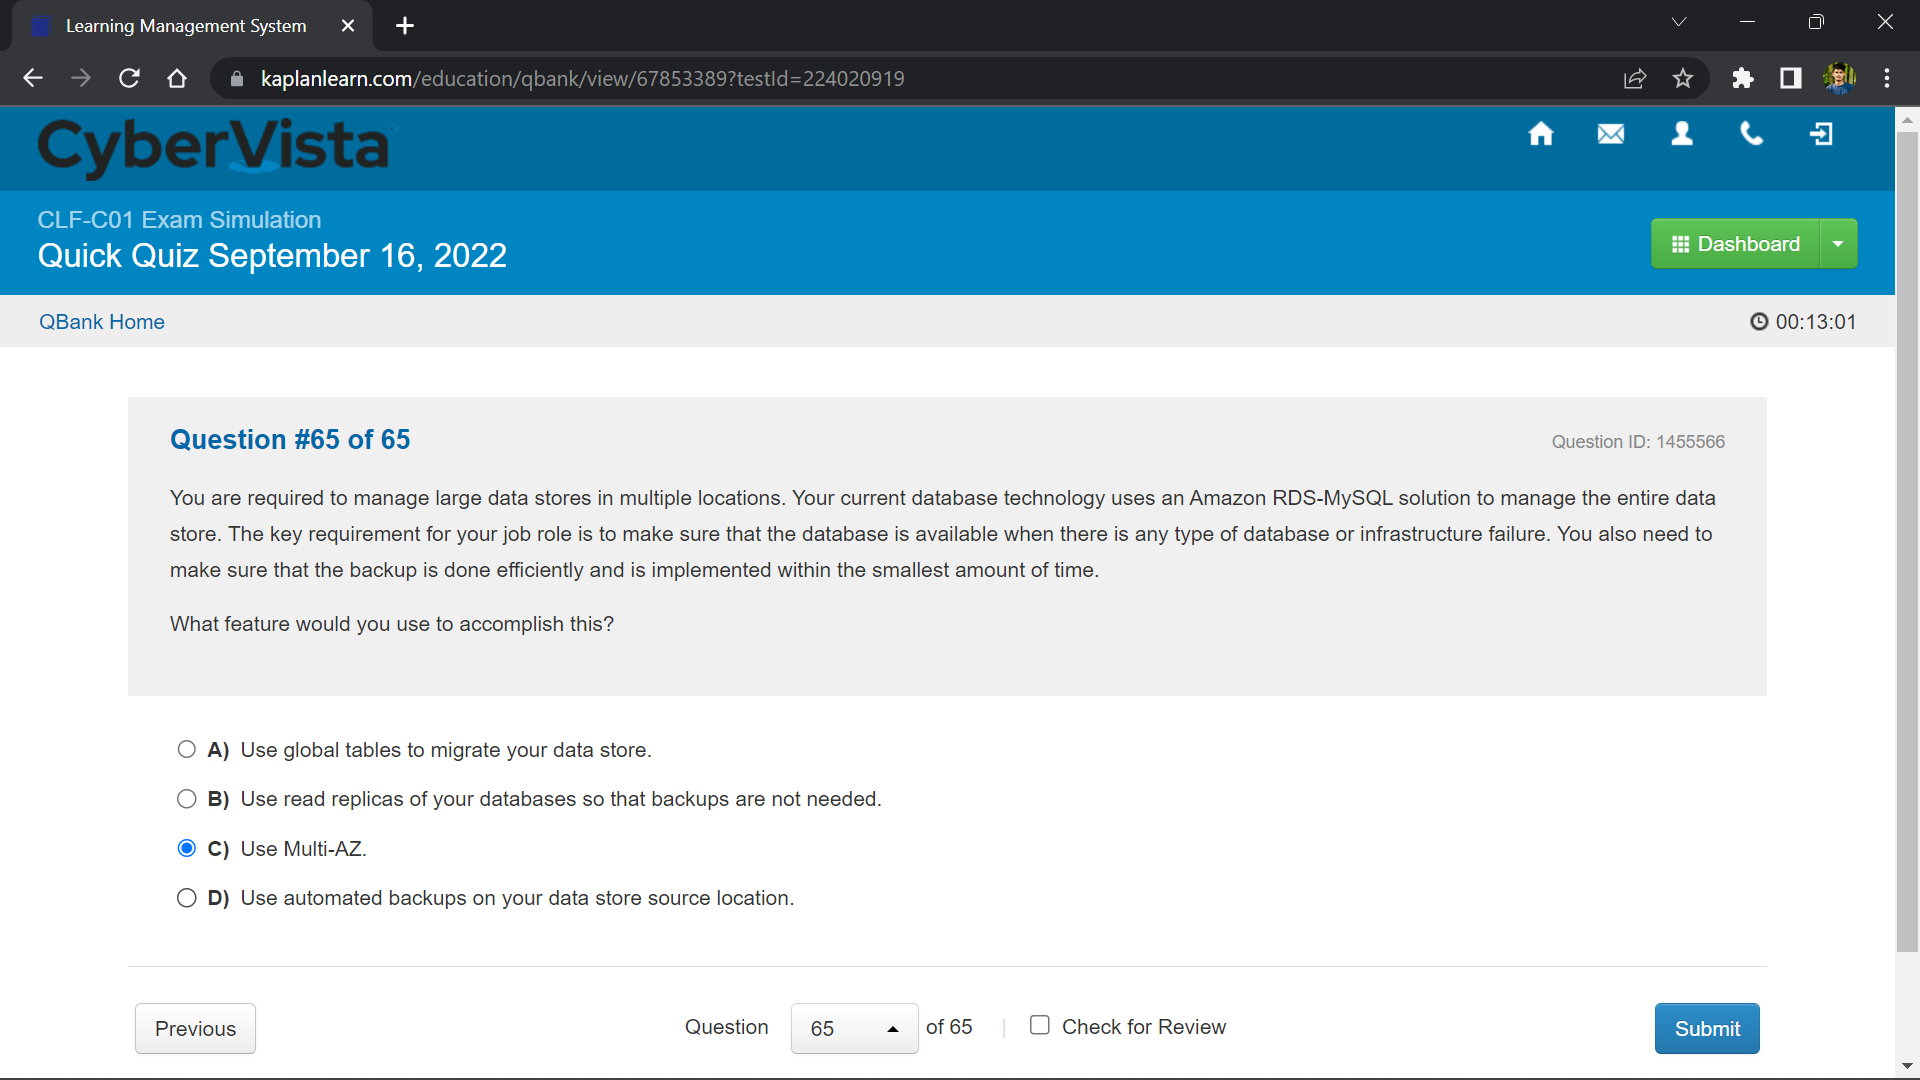 Learning Management System
kaplanlearn.com/education/qbank/view/67853389?testId=224020919
CyberVista
CLF-C01 Exam Simulation
Quick Quiz September 16, 2022
Dashboard
QBank Home
00:13:01
Question #65 of 65
Question ID: 1455566
You are required to manage large data stores in multiple locations. Your current database technology uses an Amazon RDS-MySQL solution to manage the entire data
store. The key requirement for your job role is to make sure that the database is available when there is any type of database or infrastructure failure. You also need to
make sure that the backup is done efficiently and is implemented within the smallest amount of time.
What feature would you use to accomplish this?
A) Use global tables to migrate your data store.
B) Use read replicas of your databases so that backups are not needed.
C) Use Multi-AZ.
D) Use automated backups on your data store source location.
Previous
Question 65 of 65 | Check for Review
Submit